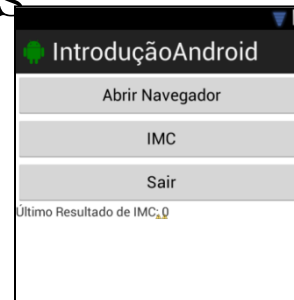 IntroduçãoAndroid
Abrir Navegador
IMC
Sair
Último Resultado de IMC: 0